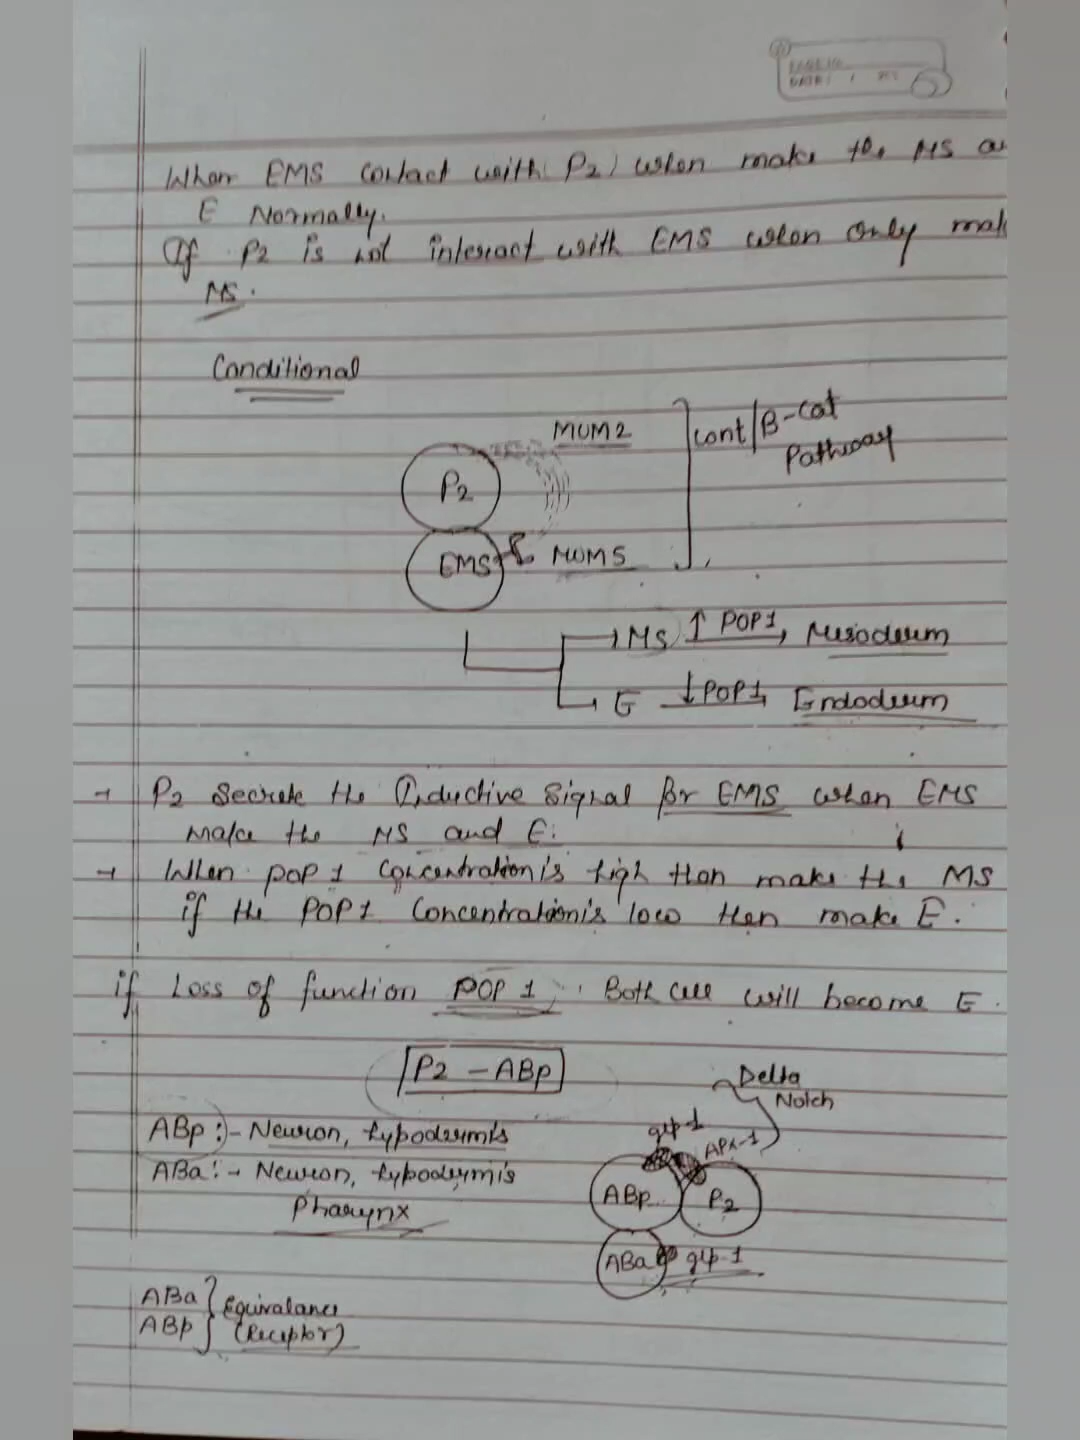 When EMS contact with P2, when make the MS a
E Normally.
If P2 is not interact with EMS when only mak
MS.
Conditional
MUM2
cont/B-cat
Pathway
P2
EMS
MOM5
MS ↑ POP1, Mesoderm
E ↓ POP1, Endoderm
→ P2 Secrete the Inductive signal for EMS when EMS
make the MS and E.
→ When POP 1 Concentration is high than make the MS
if the POP1 Concentration is low then make E.
if Loss of function POP 1, Both cell will become E.
P2 - ABp
Delta
Notch
ABp :- Neuron, hypodermis
glp-1
APX-1
ABa :- Neuron, hypodermis
Pharynx
ABp
P2
ABa
glp-1
ABa } Equivalance
ABp } (Receptor)